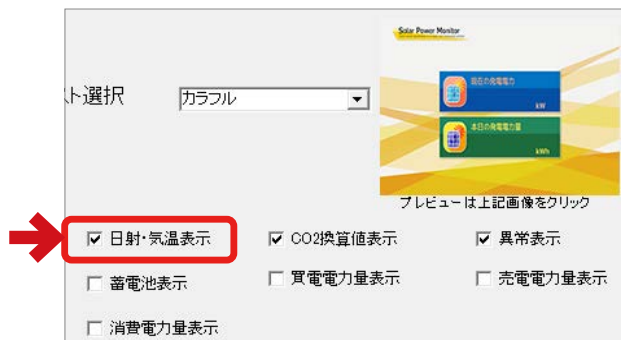 Solar Power Monitor
現在の発電電力
kW
ト選択
カラフル
本日の発電電力量
kWh
プレビューは上記画像をクリック
日射・気温表示
CO2換算値表示
異常表示
蓄電池表示
買電電力量表示
売電電力量表示
消費電力量表示